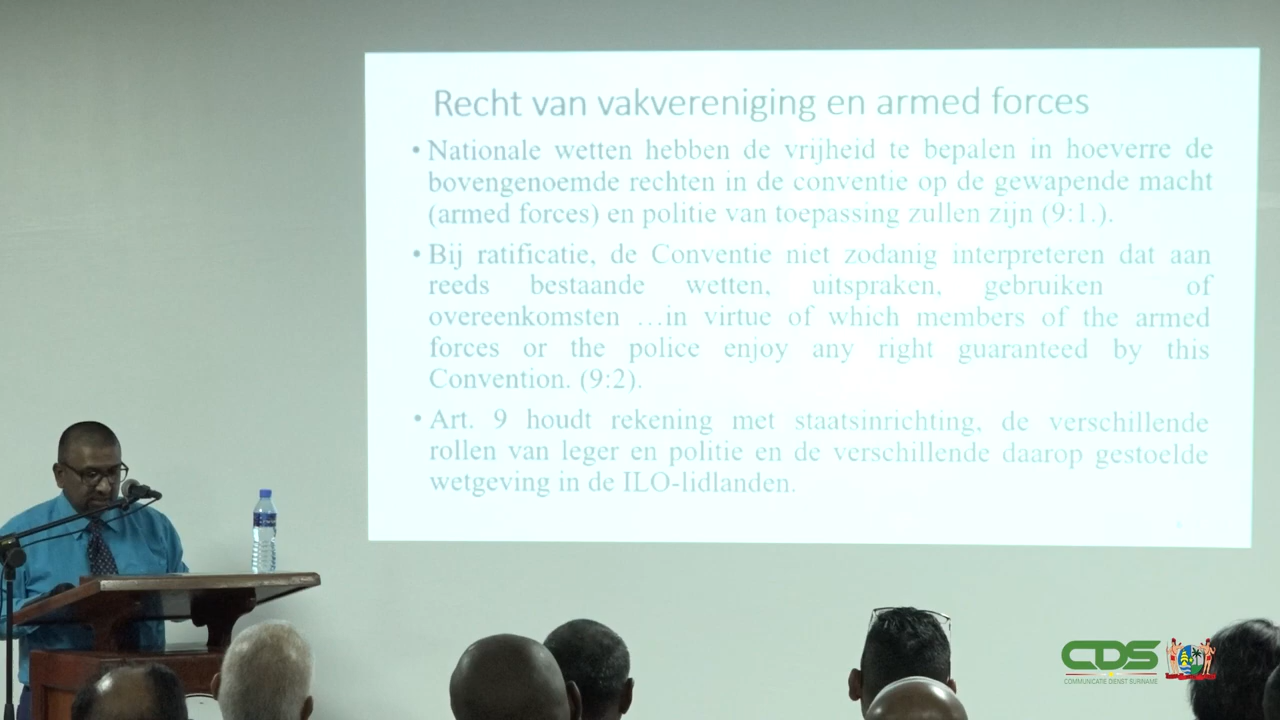 Recht van vakvereniging en armed forces
• Nationale wetten hebben de vrijheid te bepalen in hoeverre de
bovengenoemde rechten in de conventie op de gewapende macht
(armed forces) en politie van toepassing zullen zijn (9:1.).
• Bij ratificatie, de Conventie niet zodanig interpreteren dat aan
reeds bestaande wetten, uitspraken, gebruiken of
overeenkomsten …in virtue of which members of the armed
forces or the police enjoy any right guaranteed by this
Convention. (9:2).
• Art. 9 houdt rekening met staatsinrichting, de verschillende
rollen van leger en politie en de verschillende daarop gestoelde
wetgeving in de ILO-lidlanden.
CDS
COMMUNICATIE DIENST SURINAME